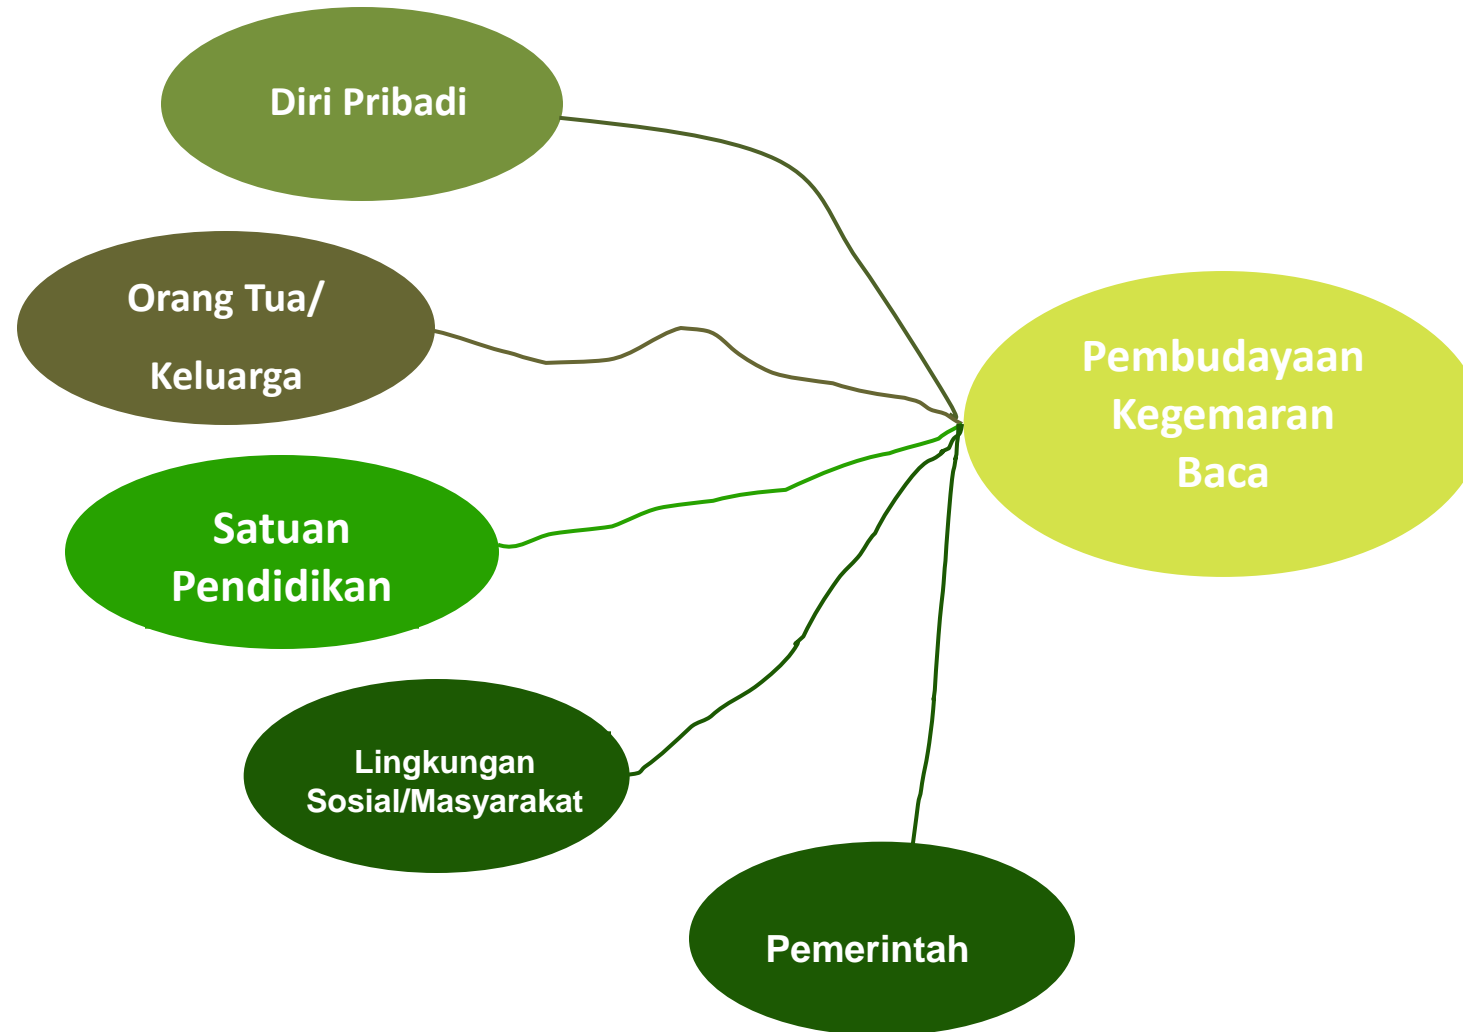 Diri Pribadi
Orang Tua/
Keluarga
Satuan
Pendidikan
Lingkungan
Sosial/Masyarakat
Pemerintah
Pembudayaan
Kegemaran
Baca